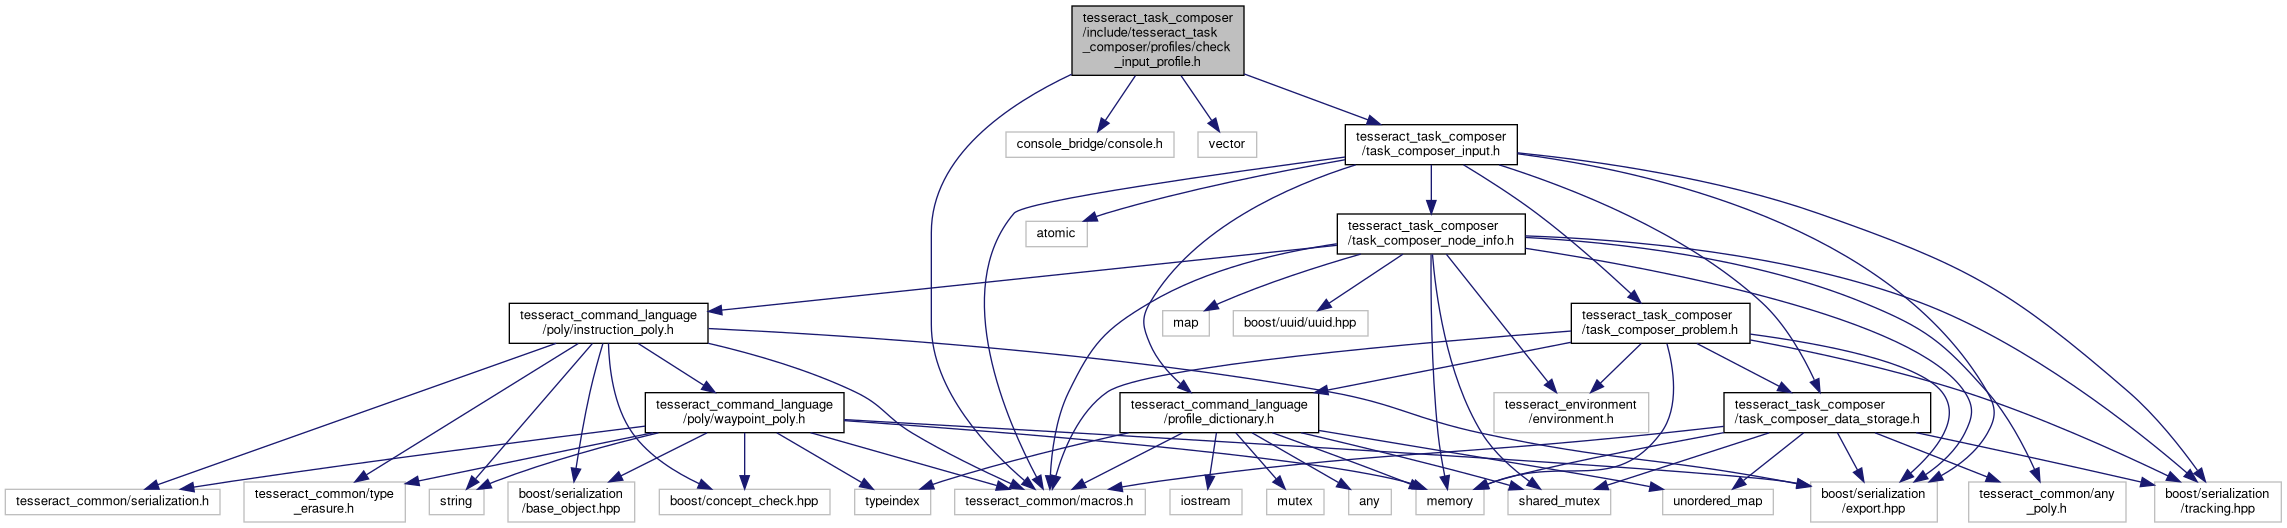 tesseract_task_composer
/include/tesseract_task
_composer/profiles/check
_input_profile.h
console_bridge/console.h
vector
tesseract_task_composer
/task_composer_input.h
atomic
tesseract_task_composer
/task_composer_node_info.h
tesseract_command_language
/poly/instruction_poly.h
map
boost/uuid/uuid.hpp
tesseract_task_composer
/task_composer_problem.h
tesseract_command_language
/poly/waypoint_poly.h
tesseract_command_language
/profile_dictionary.h
tesseract_environment
/environment.h
tesseract_task_composer
/task_composer_data_storage.h
tesseract_common/serialization.h
tesseract_common/type
_erasure.h
string
boost/serialization
/base_object.hpp
boost/concept_check.hpp
typeindex
tesseract_common/macros.h
iostream
mutex
any
memory
shared_mutex
unordered_map
boost/serialization
/export.hpp
tesseract_common/any
_poly.h
boost/serialization
/tracking.hpp